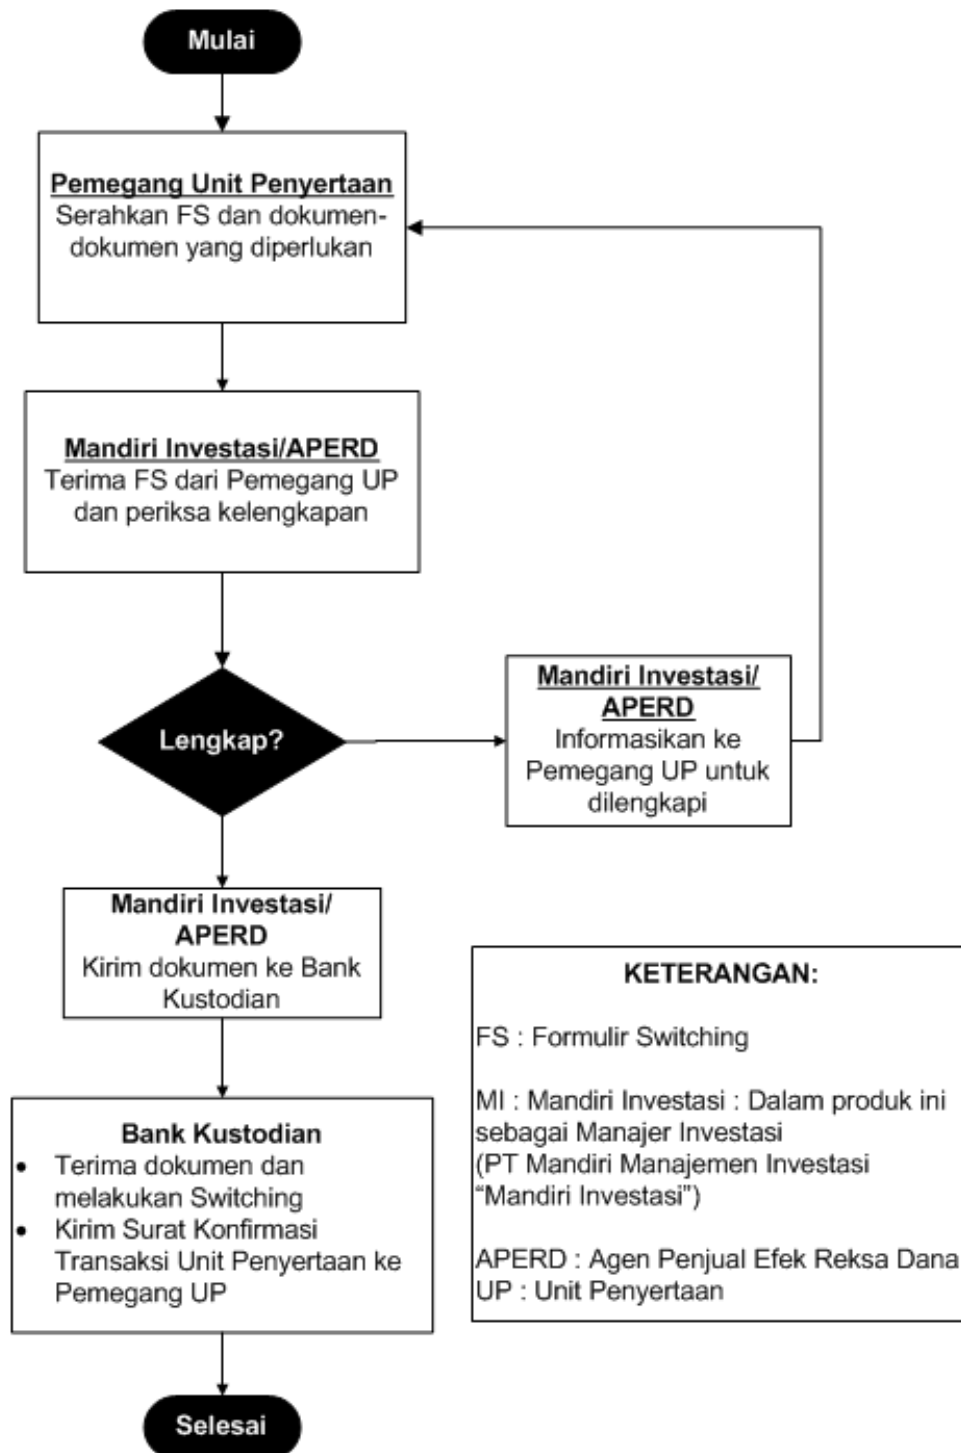 Mulai
Pemegang Unit Penyertaan
Serahkan FS dan dokumen-
dokumen yang diperlukan
Mandiri Investasi/APERD
Terima FS dari Pemegang UP
dan periksa kelengkapan
Lengkap?
Mandiri Investasi/
APERD
Informasikan ke
Pemegang UP untuk
dilengkapi
Mandiri Investasi/
APERD
Kirim dokumen ke Bank
Kustodian
Bank Kustodian
• Terima dokumen dan
melakukan Switching
• Kirim Surat Konfirmasi
Transaksi Unit Penyertaan ke
Pemegang UP
Selesai
KETERANGAN:
FS : Formulir Switching
MI : Mandiri Investasi : Dalam produk ini
sebagai Manajer Investasi
(PT Mandiri Manajemen Investasi
“Mandiri Investasi”)
APERD : Agen Penjual Efek Reksa Dana
UP : Unit Penyertaan